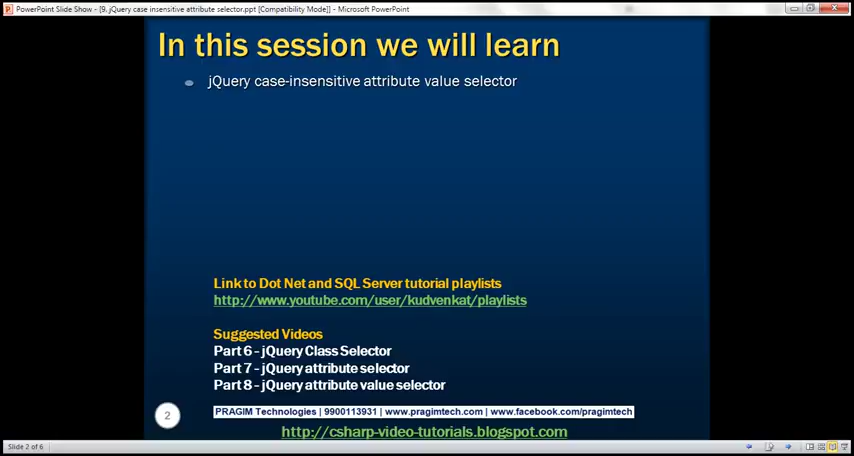 PowerPoint Slide Show - [9. jQuery case insensitive attribute selector.ppt [Compatibility Mode]] - Microsoft PowerPoint
In this session we will learn
jQuery case-insensitive attribute value selector
Link to Dot Net and SQL Server tutorial playlists
http://www.youtube.com/user/kudvenkat/playlists
Suggested Videos
Part 6 - jQuery Class Selector
Part 7 - jQuery attribute selector
Part 8 - jQuery attribute value selector
2
PRAGIM Technologies | 9900113931 | www.pragimtech.com | www.facebook.com/pragimtech
http://csharp-video-tutorials.blogspot.com
Slide 2 of 6